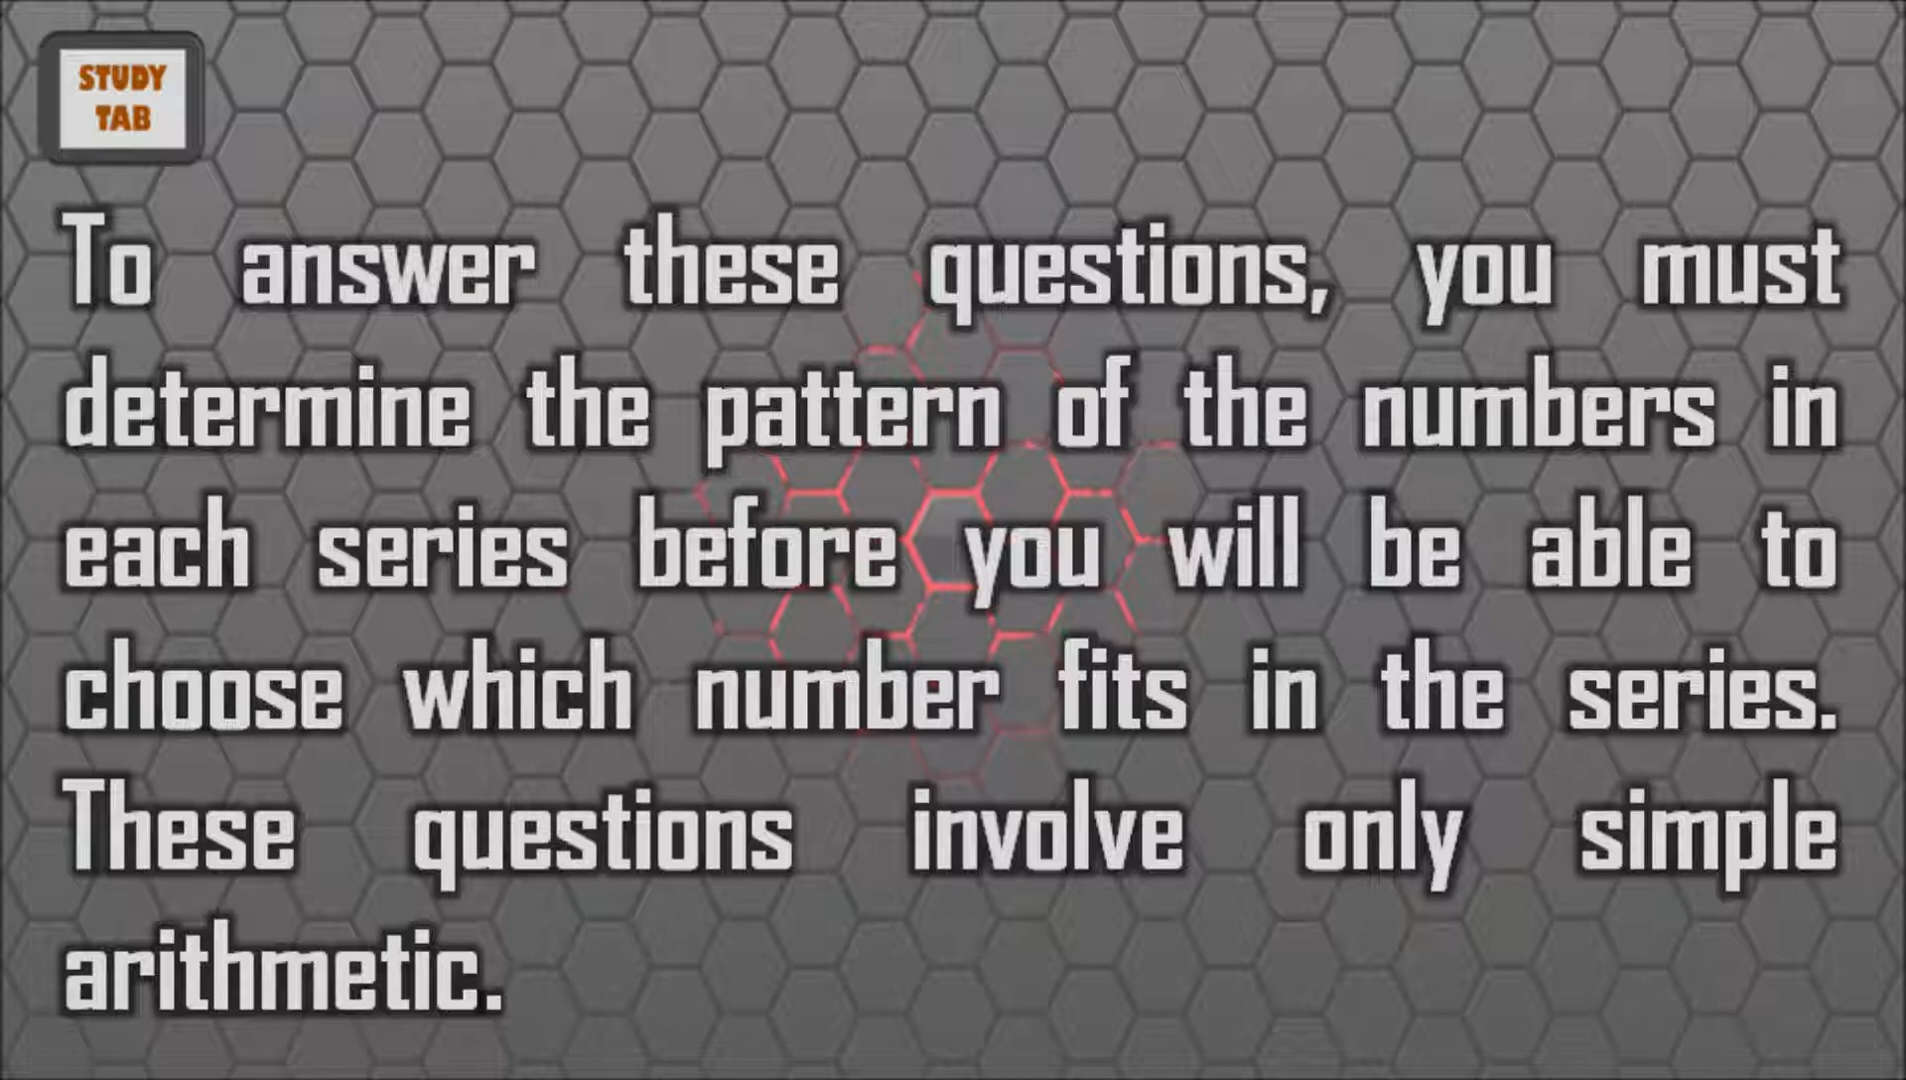 STUDY
TAB
To answer these questions, you must
determine the pattern of the numbers in
each series before you will be able to
choose which number fits in the series.
These questions involve only simple
arithmetic.